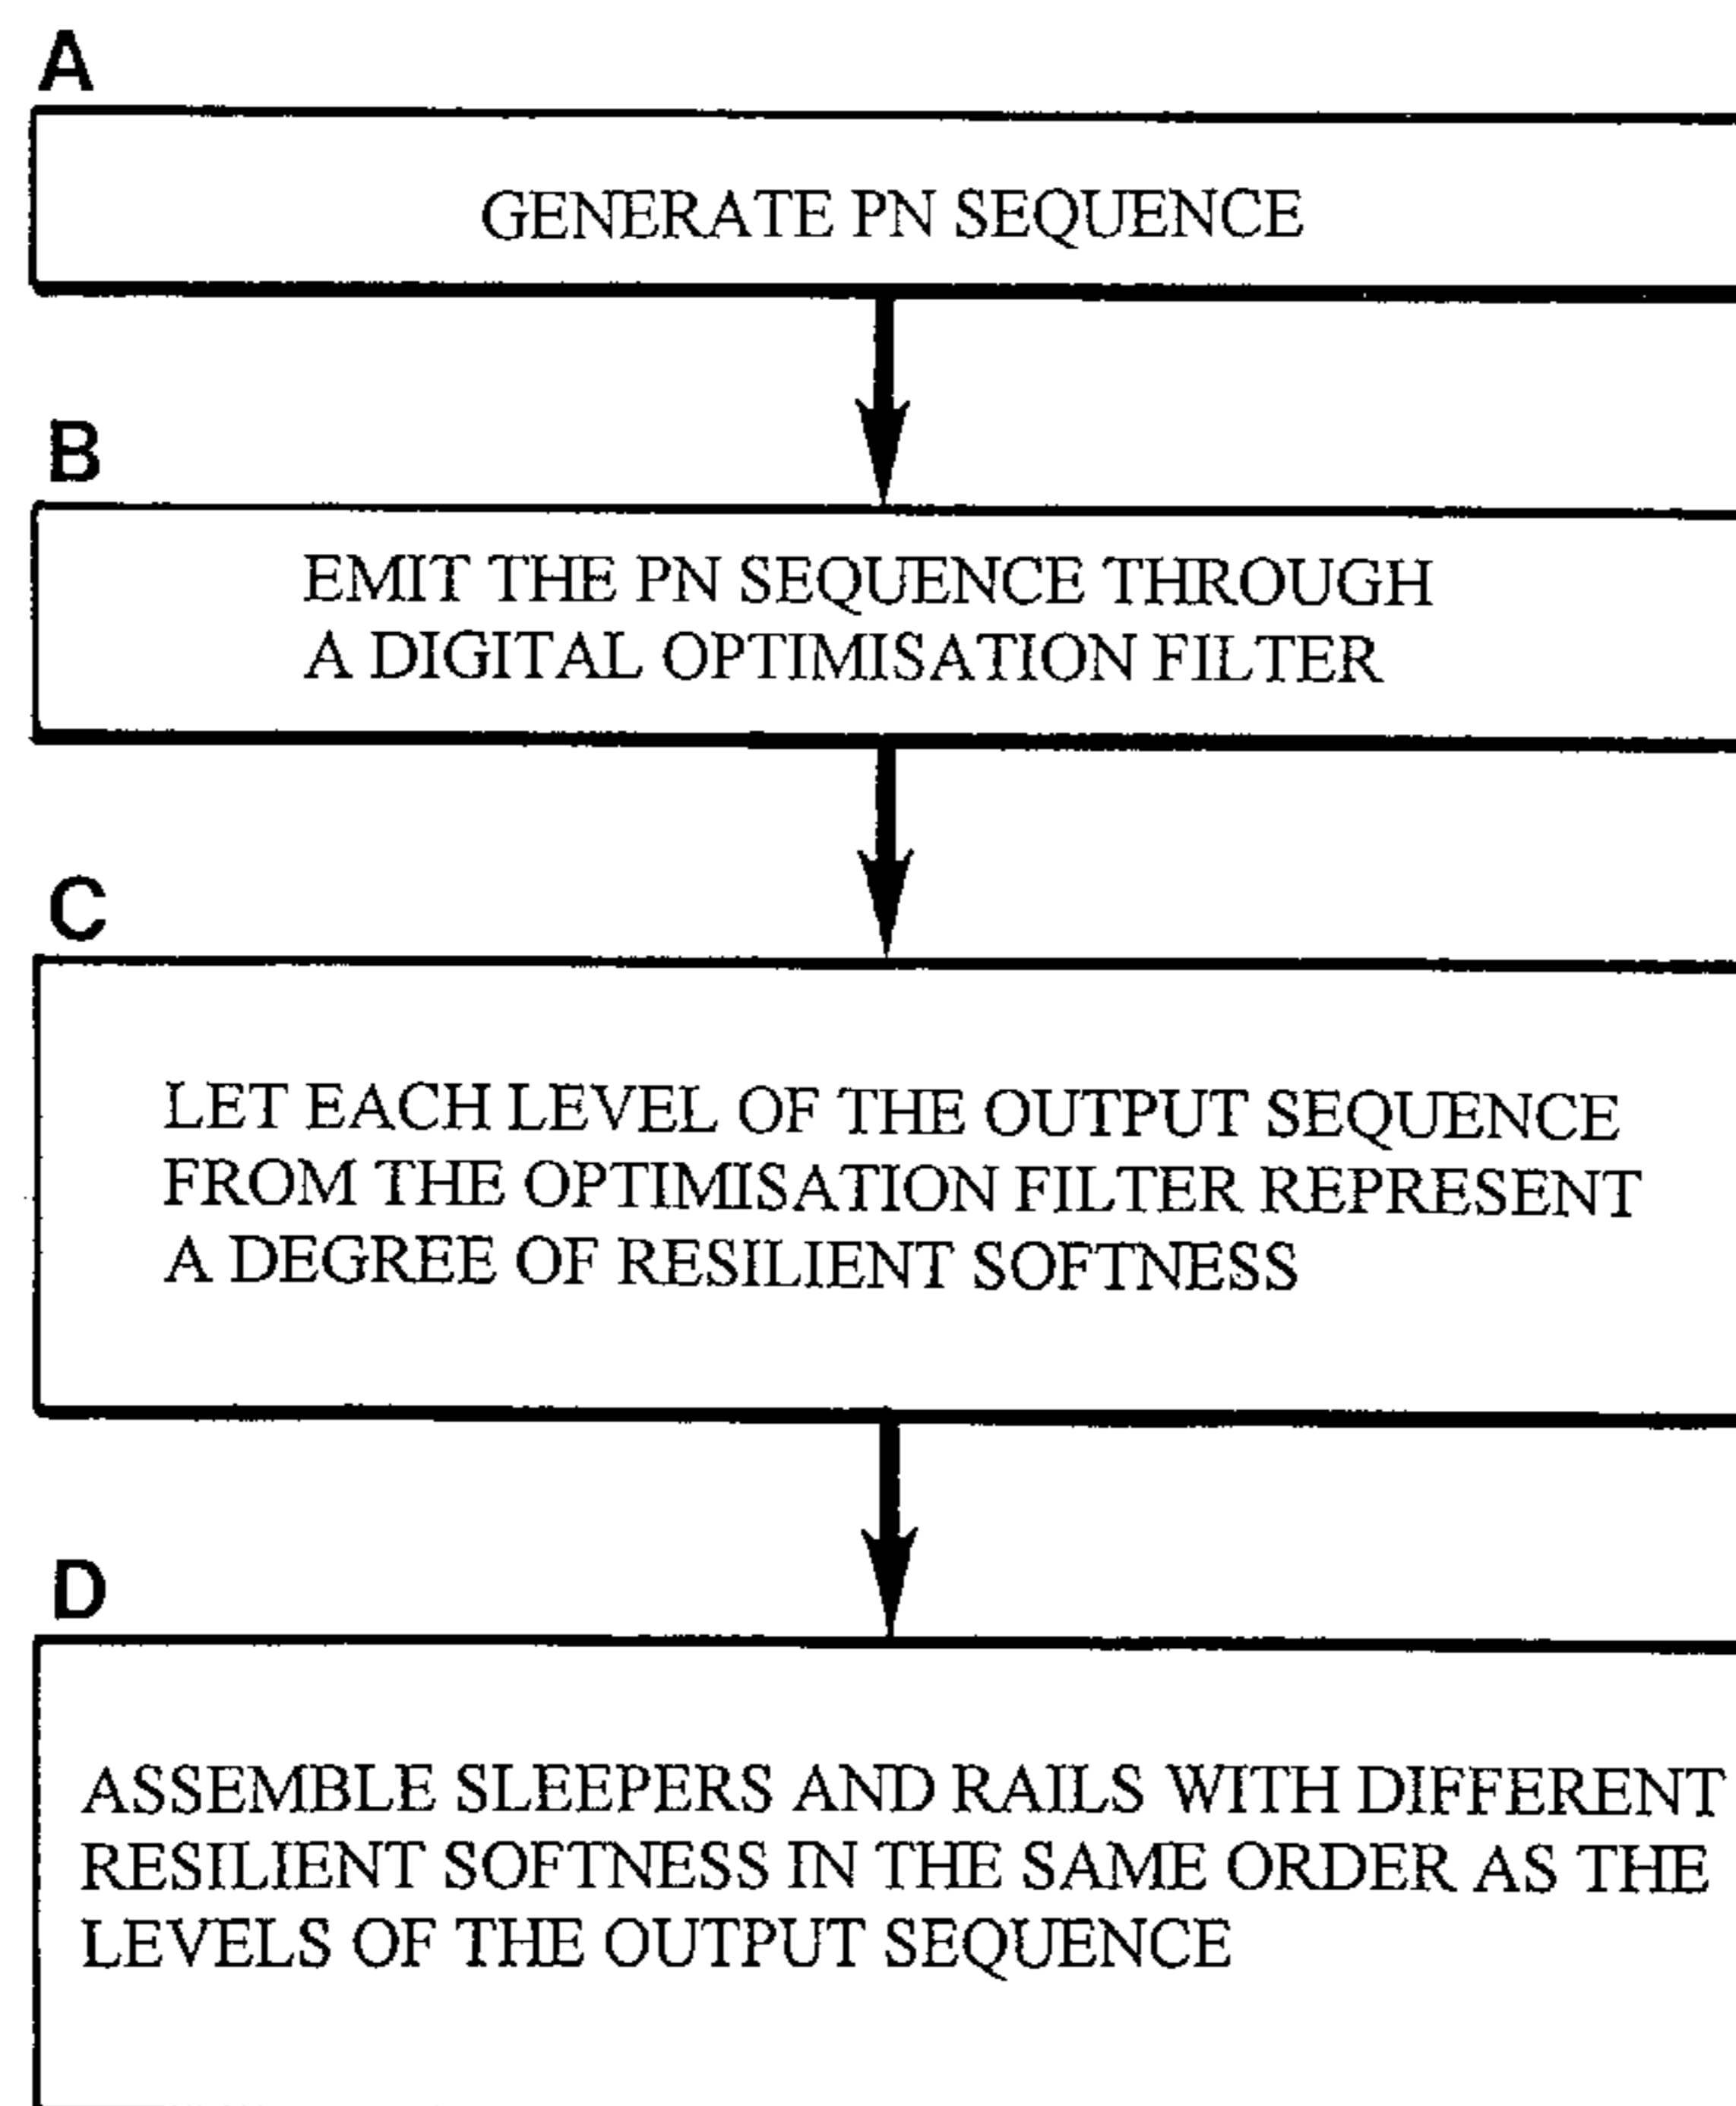 A
GENERATE PN SEQUENCE
B
EMIT THE PN SEQUENCE THROUGH
A DIGITAL OPTIMISATION FILTER
C
LET EACH LEVEL OF THE OUTPUT SEQUENCE
FROM THE OPTIMISATION FILTER REPRESENT
A DEGREE OF RESILIENT SOFTNESS
D
ASSEMBLE SLEEPERS AND RAILS WITH DIFFERENT
RESILIENT SOFTNESS IN THE SAME ORDER AS THE
LEVELS OF THE OUTPUT SEQUENCE